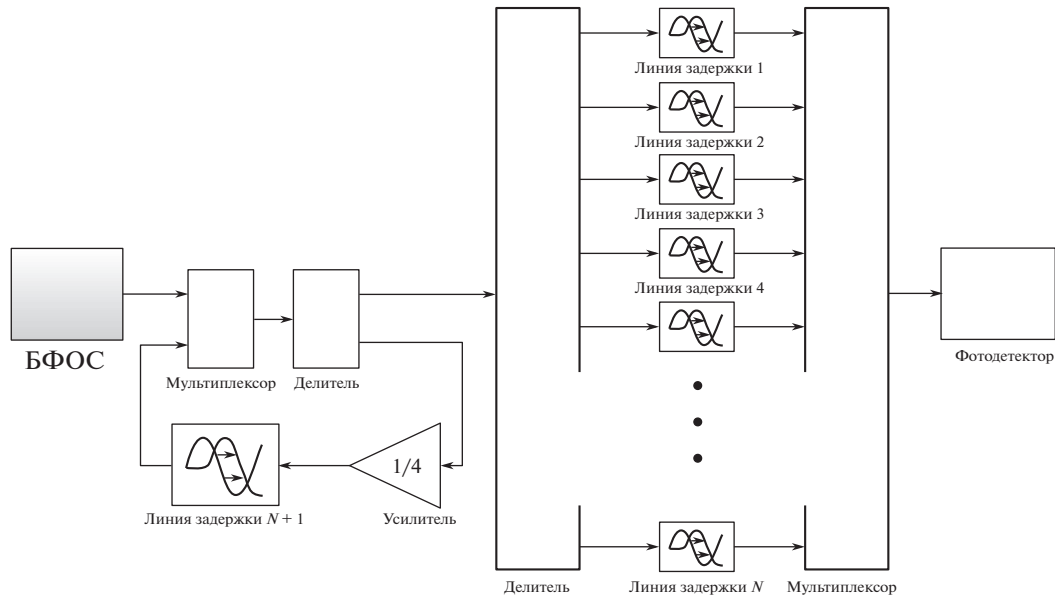 Линия задержки 1
Линия задержки 2
Линия задержки 3
Линия задержки 4
БФОС
Мультиплексор
Делитель
Фотодетектор
1/4
Линия задержки N + 1
Усилитель
Делитель
Линия задержки N
Мультиплексор